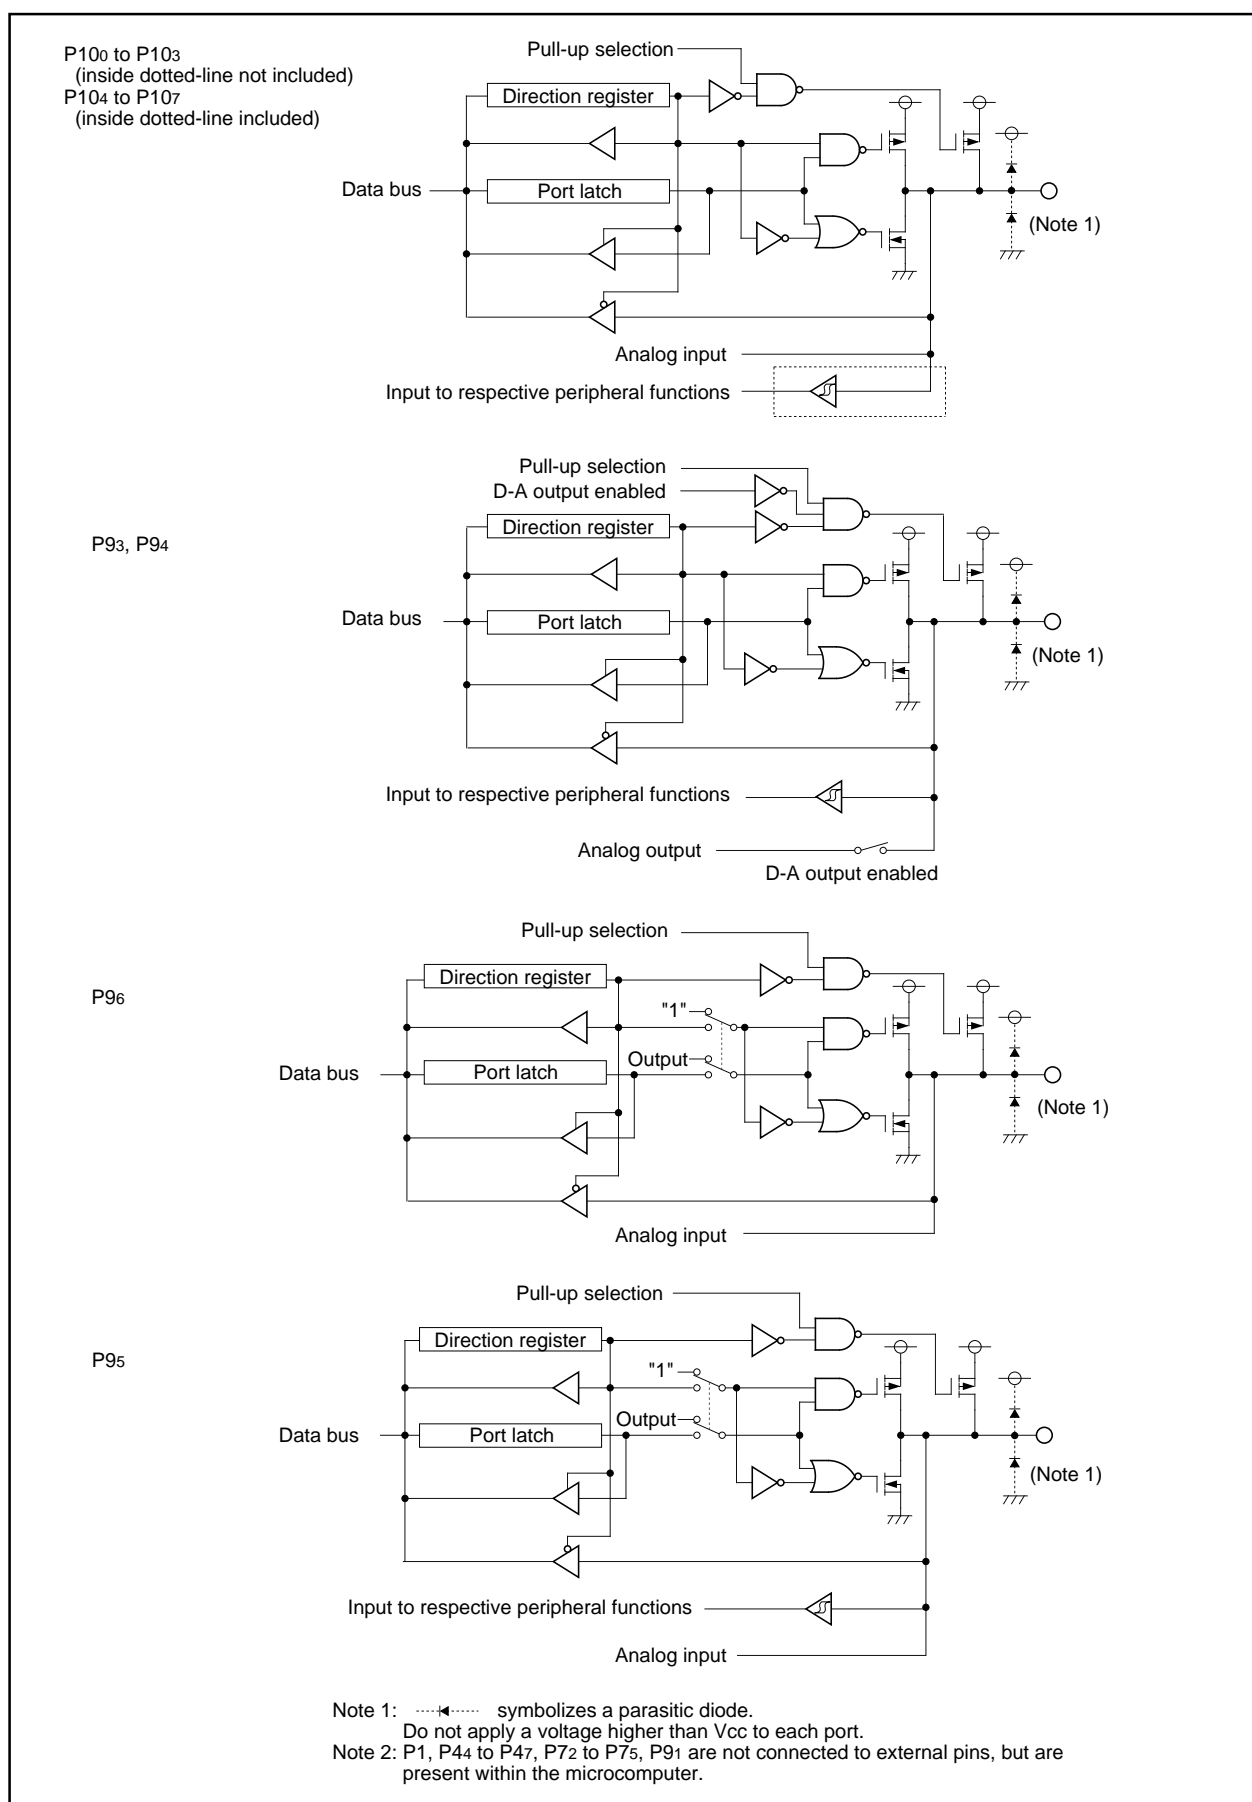 P100 to P103
(inside dotted-line not included)
P104 to P107
(inside dotted-line included)
Pull-up selection
Direction register
Data bus
Port latch
(Note 1)
Analog input
Input to respective peripheral functions
P93, P94
Pull-up selection
D-A output enabled
Direction register
Data bus
Port latch
(Note 1)
Input to respective peripheral functions
Analog output
D-A output enabled
P96
Pull-up selection
Direction register
"1"
Output
Data bus
Port latch
(Note 1)
Analog input
P95
Pull-up selection
Direction register
"1"
Output
Data bus
Port latch
(Note 1)
Input to respective peripheral functions
Analog input
Note 1: symbolizes a parasitic diode.
Do not apply a voltage higher than Vcc to each port.
Note 2: P1, P44 to P47, P72 to P75, P91 are not connected to external pins, but are
present within the microcomputer.